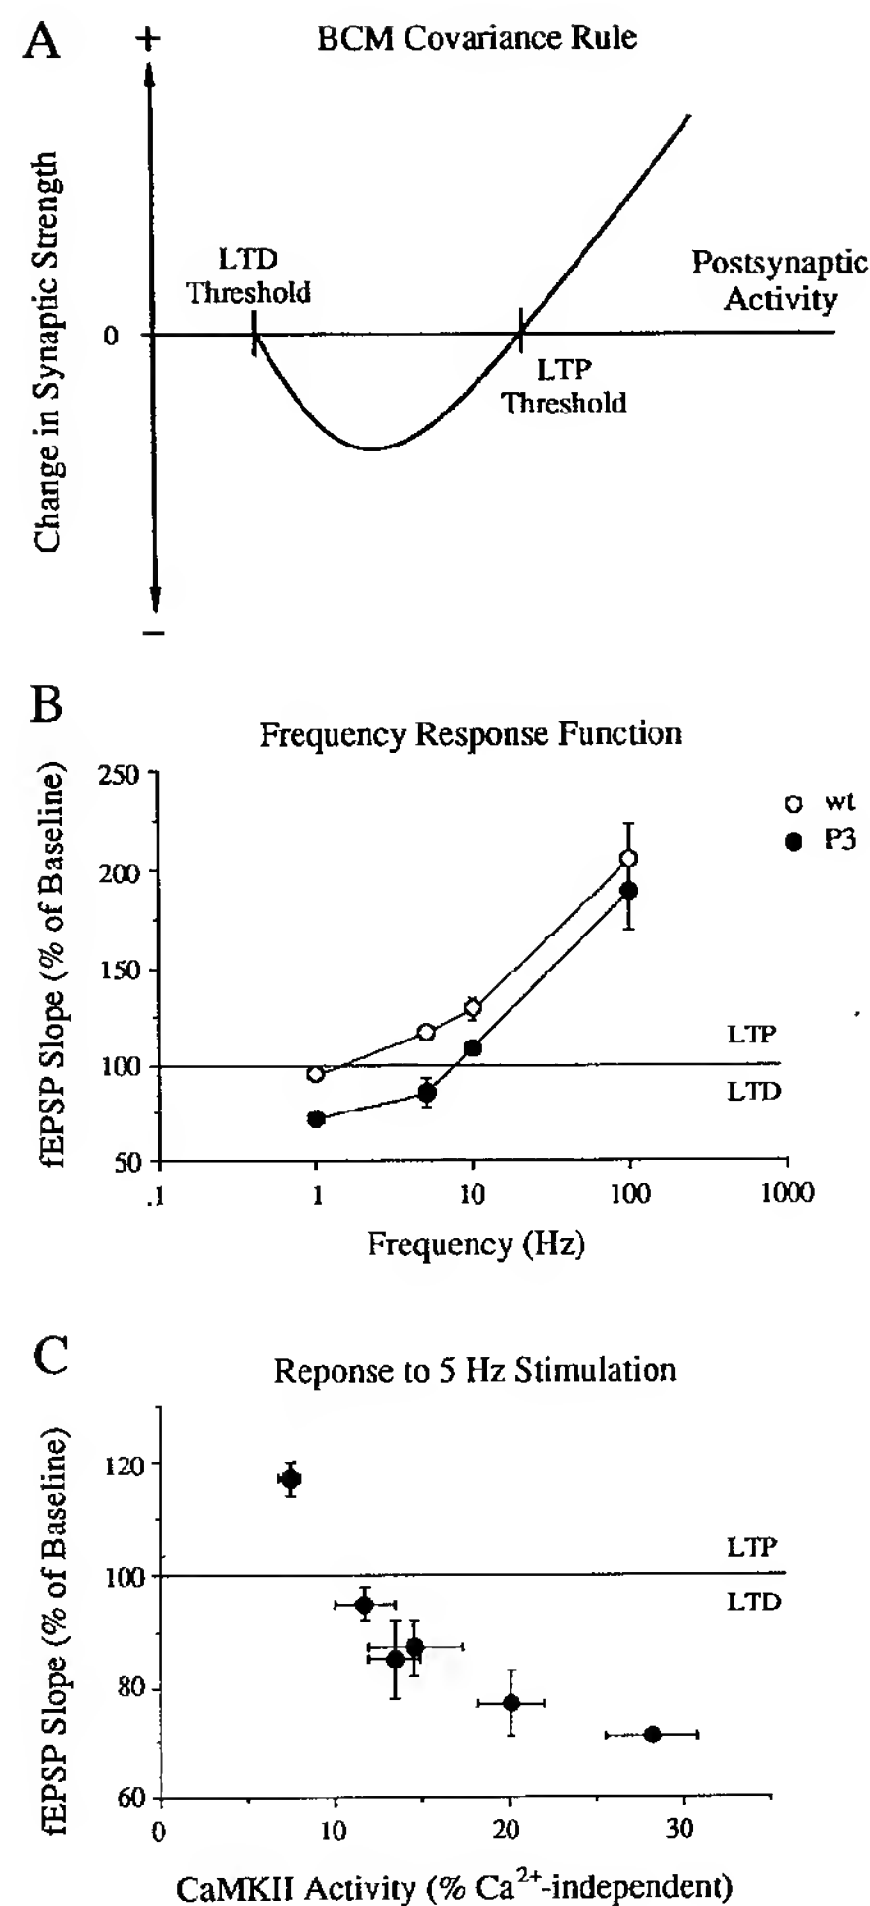 A
+
BCM Covariance Rule
Change in Synaptic Strength
LTD
Threshold
Postsynaptic
Activity
0
LTP
Threshold
–
B
Frequency Response Function
fEPSP Slope (% of Baseline)
250
200
150
100
50
wt
P3
LTP
LTD
.1
1
10
100
1000
Frequency (Hz)
C
Reponse to 5 Hz Stimulation
fEPSP Slope (% of Baseline)
120
100
80
60
LTP
LTD
0
10
20
30
CaMKII Activity (% Ca²⁺-independent)